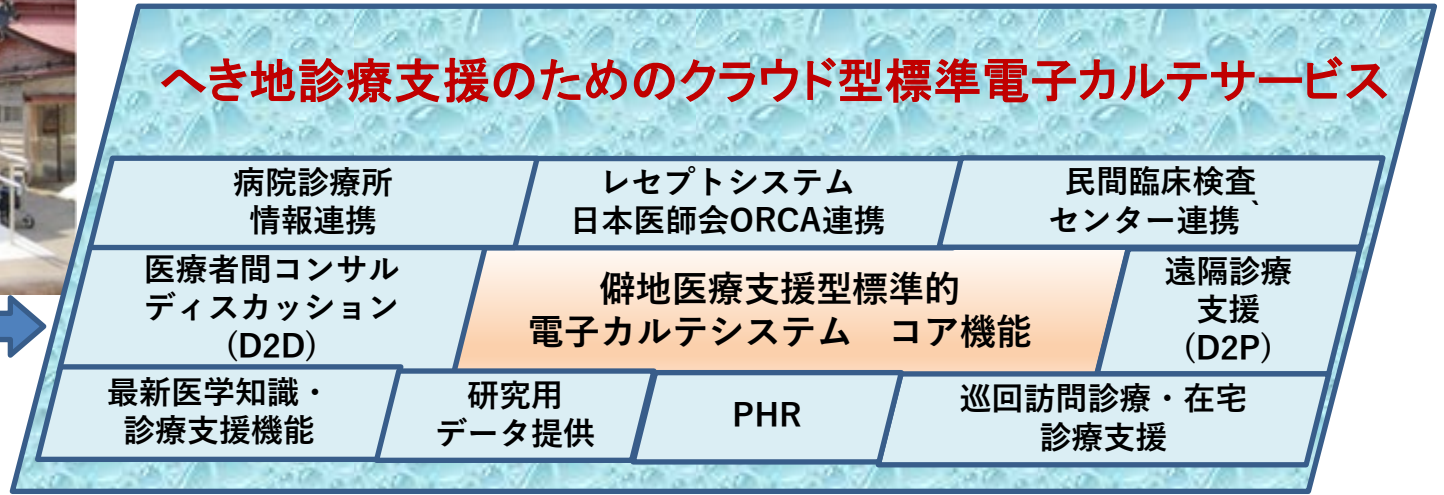 へき地診療支援のためのクラウド型標準電子カルテサービス
病院診療所
情報連携
レセプトシステム
日本医師会ORCA連携
民間臨床検査
センター連携`
医療者間コンサル
ディスカッション
(D2D)
僻地医療支援型標準的
電子カルテシステム　コア機能
遠隔診療
支援
(D2P)
最新医学知識・
診療支援機能
研究用
データ提供
PHR
巡回訪問診療・在宅
診療支援